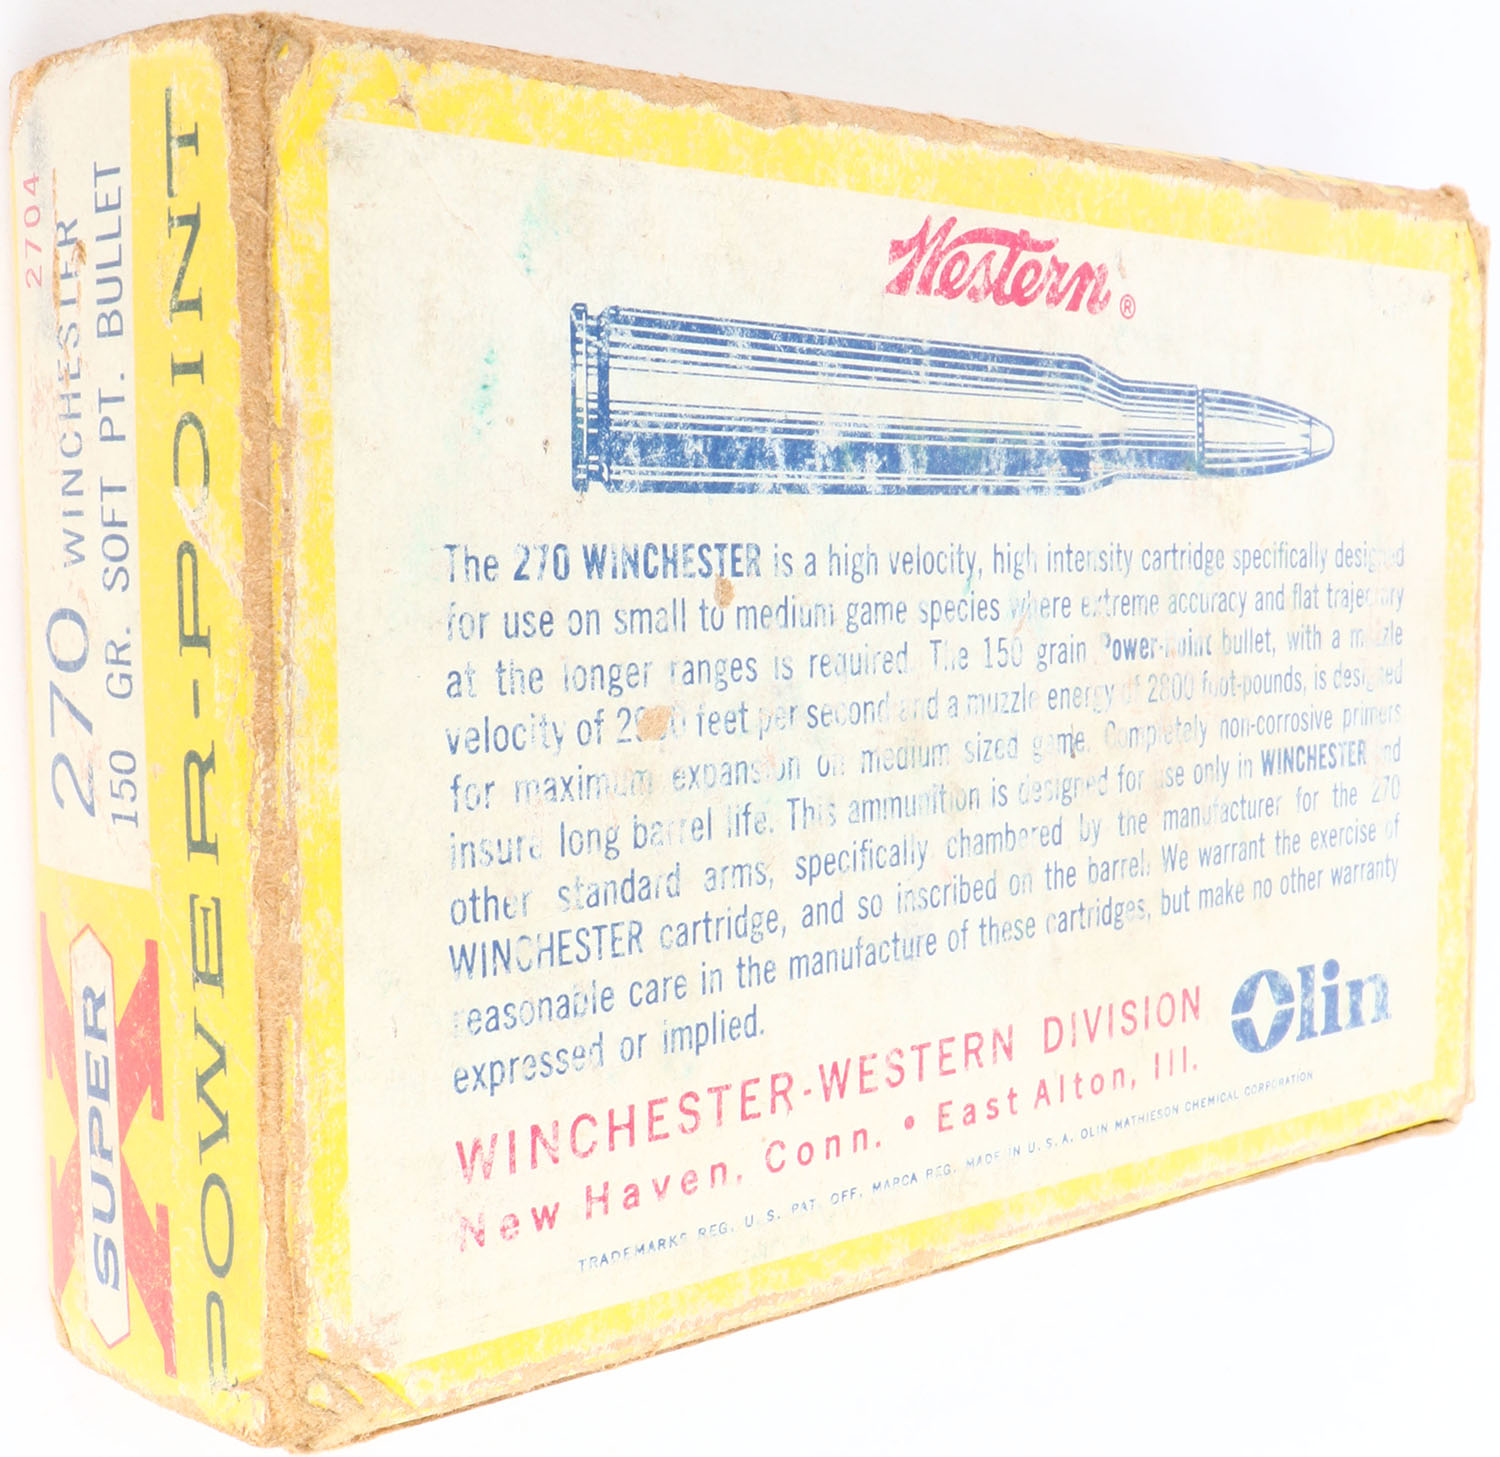 2704
270 WINCHESTER
150 GR. SOFT PT. BULLET
POWER-POINT
SUPER X
Western ®
The 270 WINCHESTER is a high velocity, high intensity cartridge specifically designed
for use on small to medium game species where extreme accuracy and flat trajectory
at the longer ranges is required. The 150 grain Power-Point bullet, with a muzzle
velocity of feet per second and a muzzle energy of 2800 foot-pounds, is designed
for maximum expansion on medium sized game. Completely non-corrosive primers
insure long barrel life. This ammunition is designed for use only in WINCHESTER and
other standard arms, specifically chambered by the manufacturer for the 270
WINCHESTER cartridge, and so inscribed on the barrel. We warrant the exercise of
reasonable care in the manufacture of these cartridges, but make no other warranty
expressed or implied.
WINCHESTER-WESTERN DIVISION
New Haven, Conn. • East Alton, Ill.
Olin
TRADEMARKS REG. U.S. PAT. OFF. MARCA REG. MADE IN U.S.A. OLIN MATHIESON CHEMICAL CORPORATION